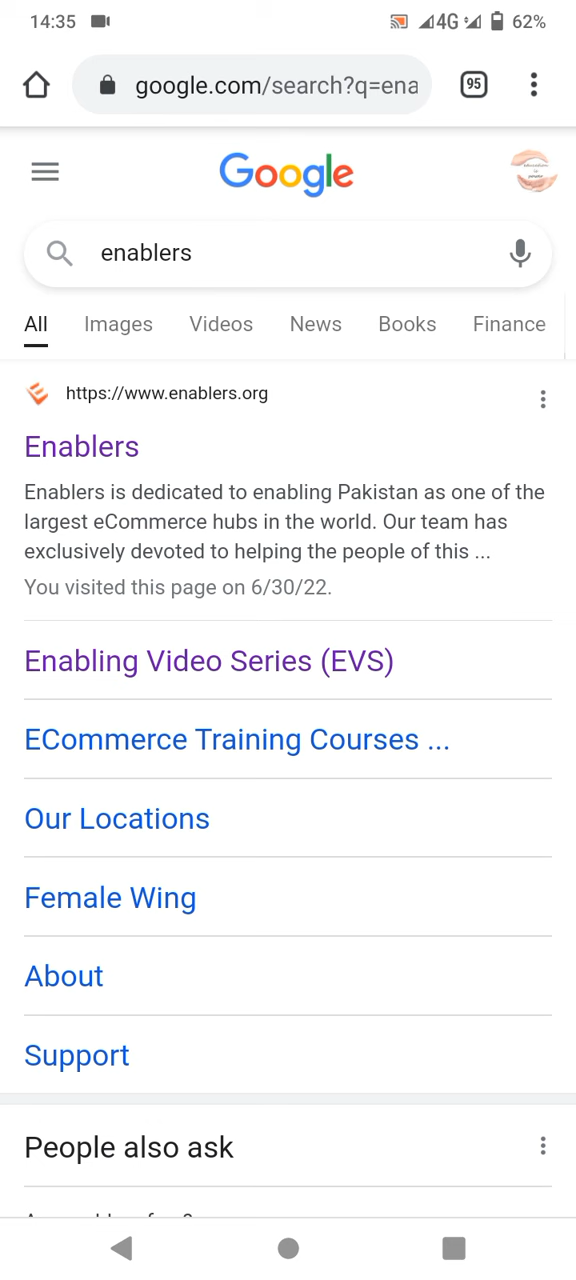 14:35
4G 62%
google.com/search?q=ena
95
Google
enablers
All Images Videos News Books Finance
https://www.enablers.org
Enablers
Enablers is dedicated to enabling Pakistan as one of the
largest eCommerce hubs in the world. Our team has
exclusively devoted to helping the people of this ...
You visited this page on 6/30/22.
Enabling Video Series (EVS)
ECommerce Training Courses ...
Our Locations
Female Wing
About
Support
People also ask